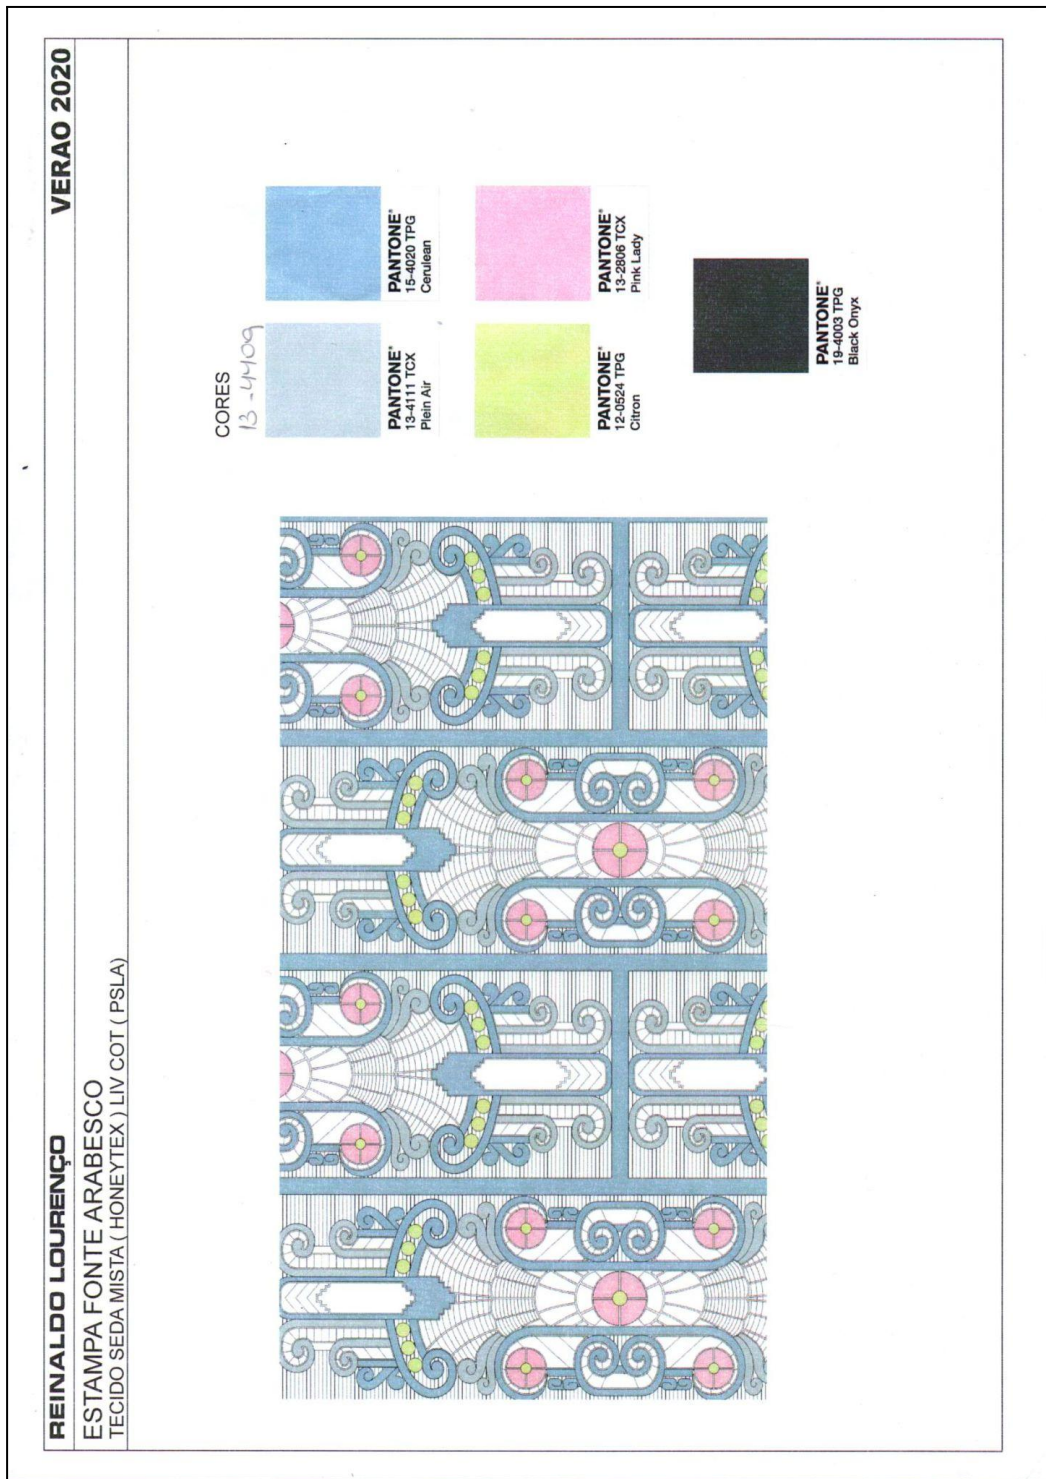 REINALDO LOURENÇO
VERAO 2020
ESTAMPA FONTE ARABESCO
TECIDO SEDA MISTA ( HONEYTEX ) LIV COT ( PSLA)
CORES
13-4409
PANTONE®
13-4111 TCX
Plein Air
PANTONE®
15-4020 TPG
Cerulean
PANTONE®
12-0524 TPG
Citron
PANTONE®
13-2806 TCX
Pink Lady
PANTONE®
19-4003 TPG
Black Onyx